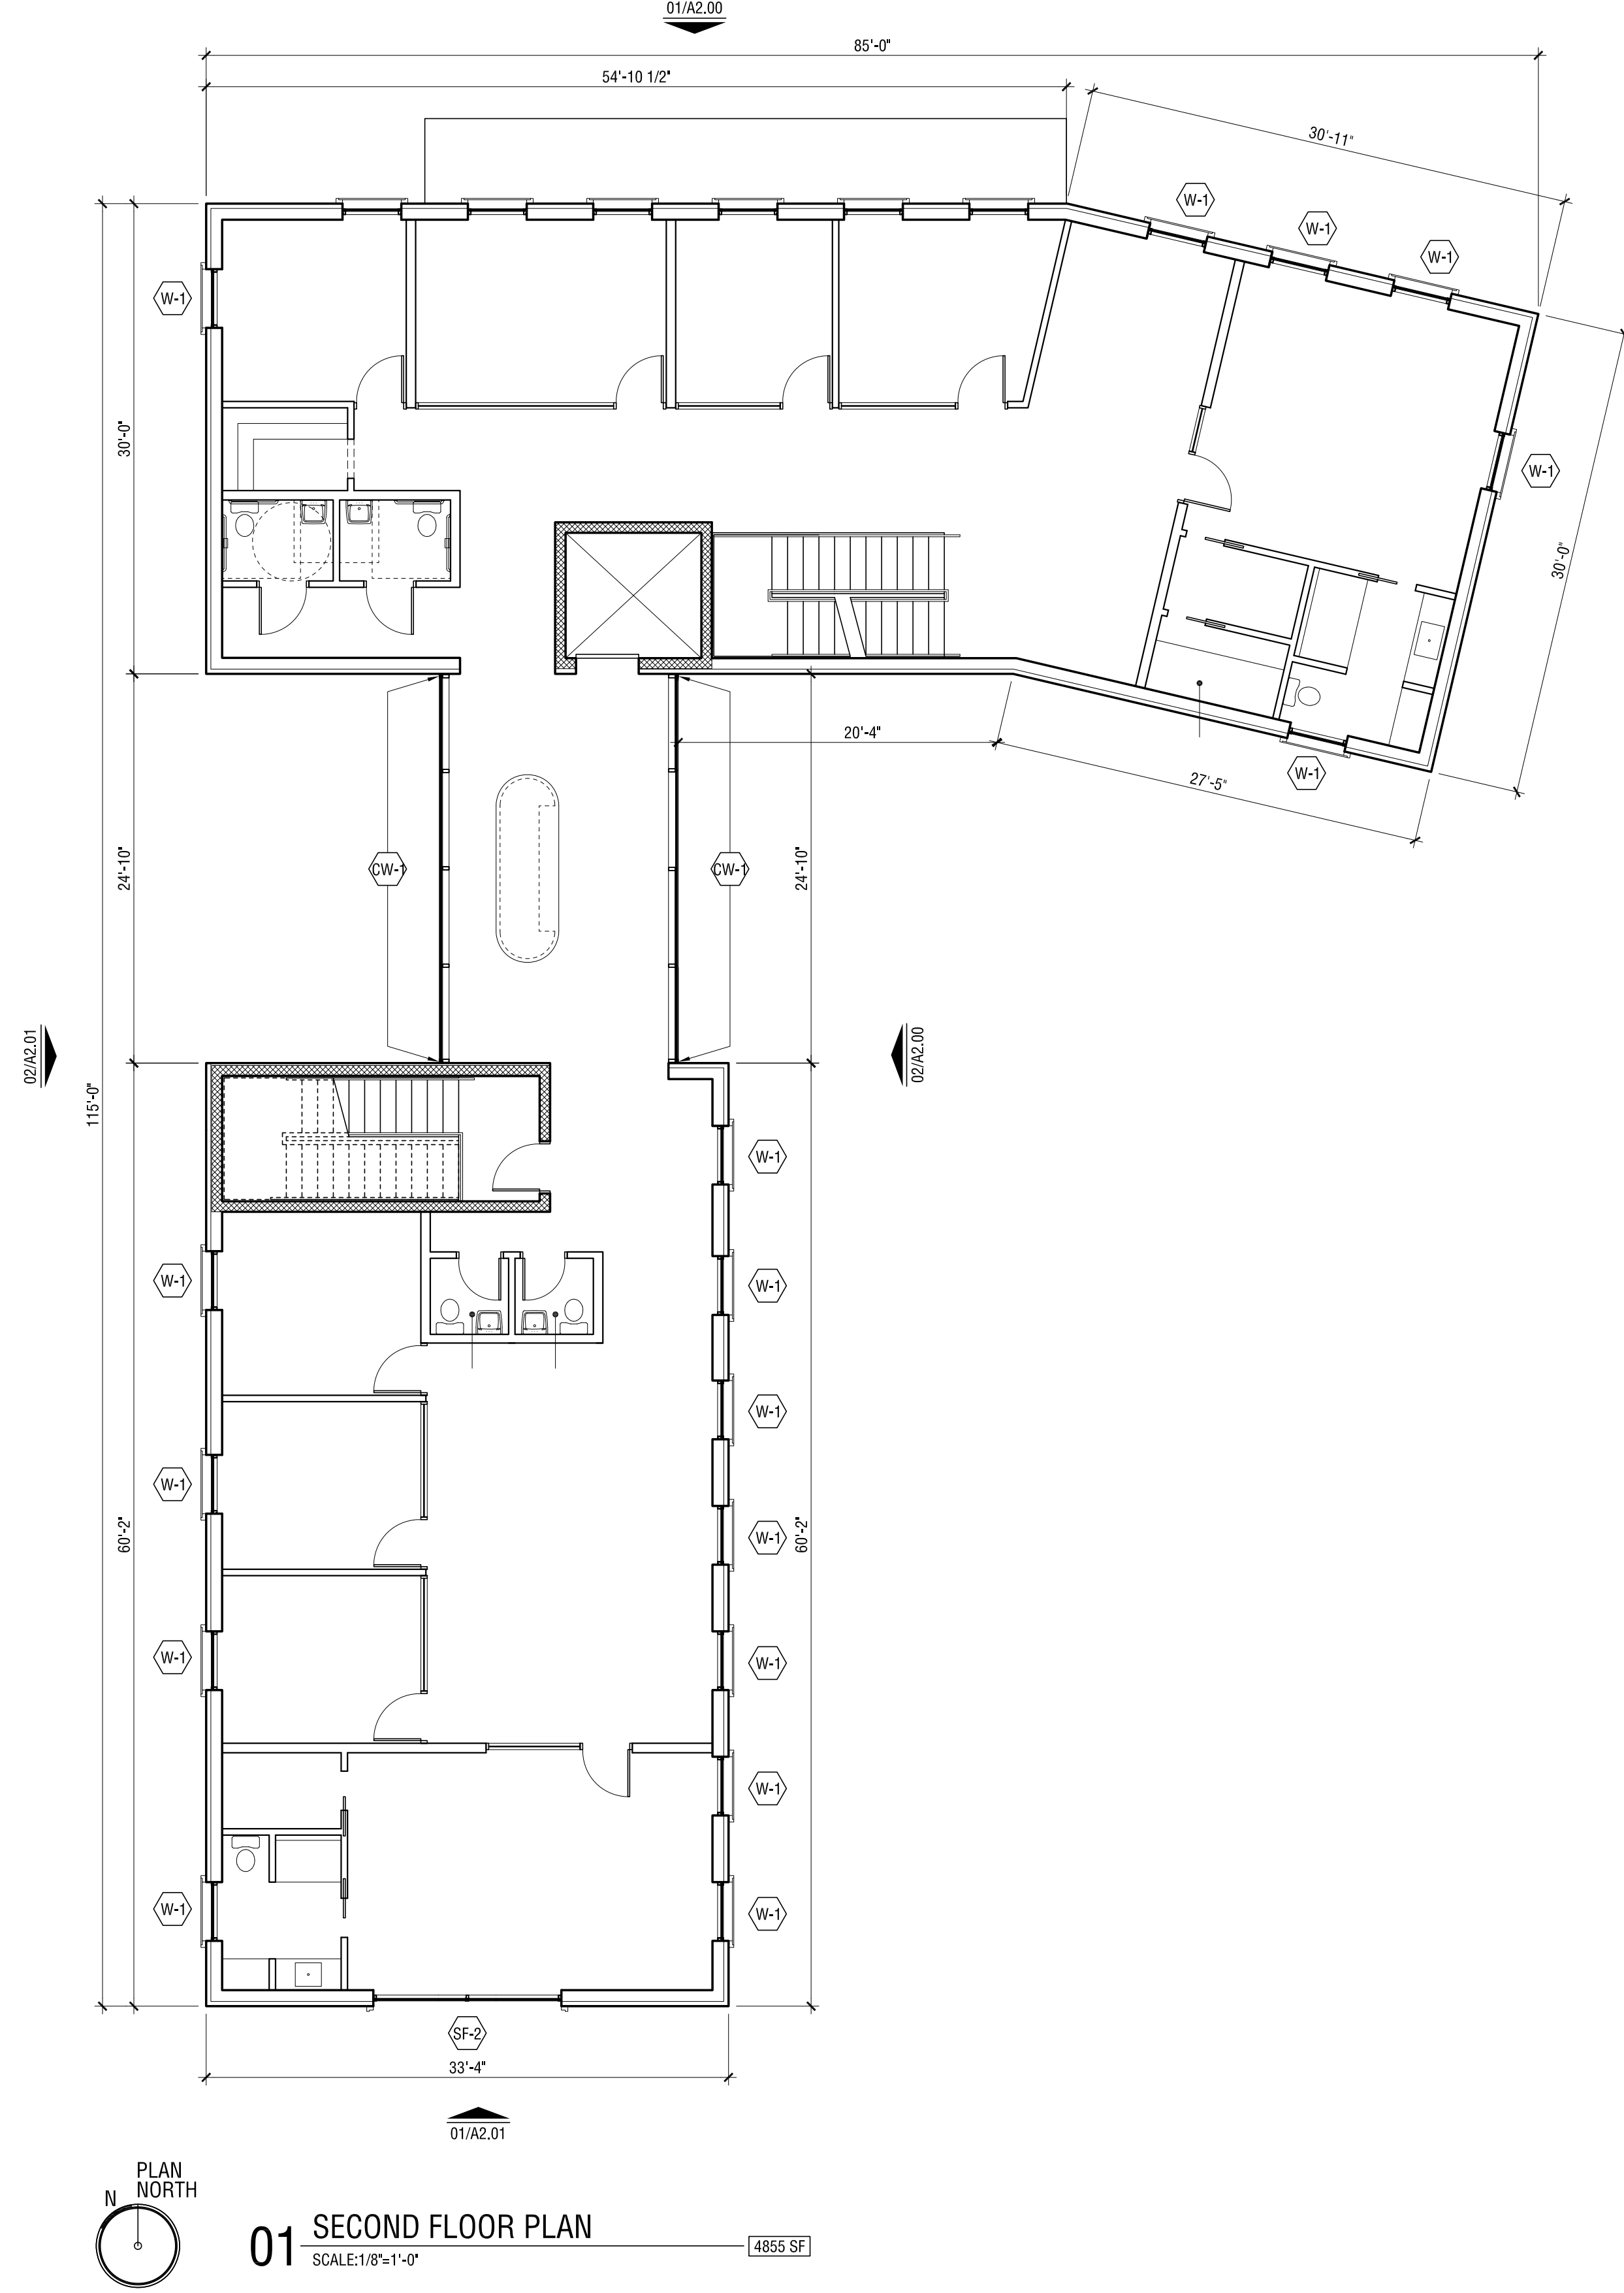 01/A2.00
85'-0"
54'-10 1/2"
30'-11"
W-1
W-1
W-1
W-1
W-1
30'-0"
30'-0"
20'-4"
27'-5"
W-1
24'-10"
CW-1
CW-1
24'-10"
02/A2.01
115'-0"
02/A2.00
W-1
W-1
W-1
W-1
W-1
60'-2"
W-1
60'-2"
W-1
W-1
W-1
W-1
W-1
SF-2
33'-4"
01/A2.01
PLAN
NORTH
N
01 SECOND FLOOR PLAN
4855 SF
SCALE:1/8"=1'-0"